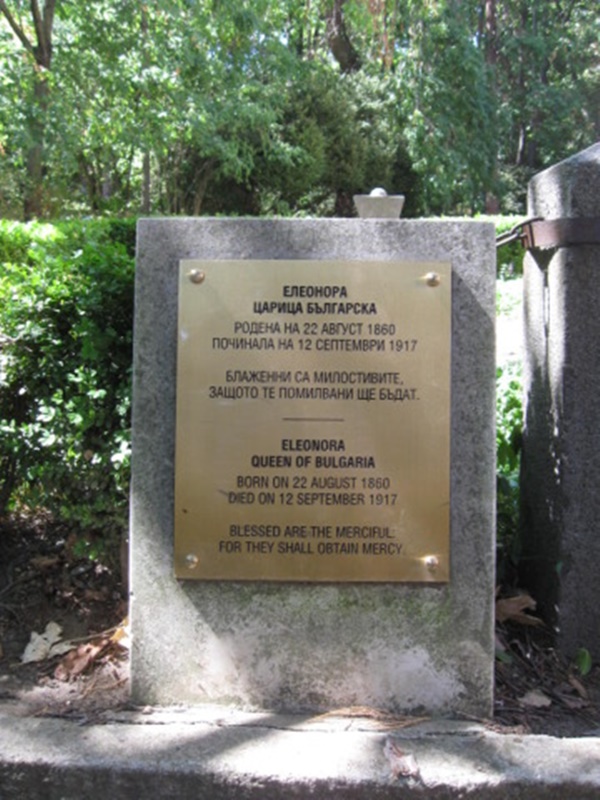 ЕЛЕОНОРА
ЦАРИЦА БЪЛГАРСКА
РОДЕНА НА 22 АВГУСТ 1860
ПОЧИНАЛА НА 12 СЕПТЕМВРИ 1917
БЛАЖЕННИ СА МИЛОСТИВИТЕ,
ЗАЩОТО ТЕ ПОМИЛВАНИ ЩЕ БЪДАТ.
ELEONORA
QUEEN OF BULGARIA
BORN ON 22 AUGUST 1860
DIED ON 12 SEPTEMBER 1917
BLESSED ARE THE MERCIFUL:
FOR THEY SHALL OBTAIN MERCY.